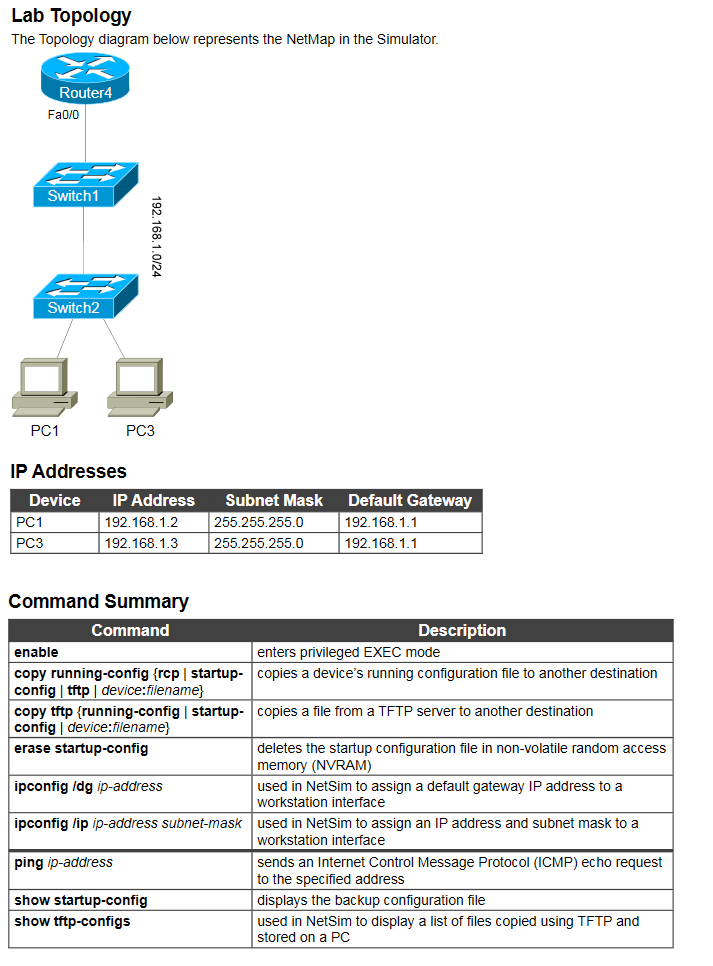 Lab Topology
The Topology diagram below represents the NetMap in the Simulator.
Router4
Fa0/0
Switch1
192.168.1.0/24
Switch2
PC1 PC3
IP Addresses
Device IP Address Subnet Mask Default Gateway
PC1 192.168.1.2 255.255.255.0 192.168.1.1
PC3 192.168.1.3 255.255.255.0 192.168.1.1
Command Summary
Command Description
enable enters privileged EXEC mode
copy running-config {rcp | startup- copies a device's running configuration file to another destination
config | tftp | device:filename}
copy tftp {running-config | startup- copies a file from a TFTP server to another destination
config | device:filename}
erase startup-config deletes the startup configuration file in non-volatile random access
memory (NVRAM)
ipconfig /dg ip-address used in NetSim to assign a default gateway IP address to a
workstation interface
ipconfig /ip ip-address subnet-mask used in NetSim to assign an IP address and subnet mask to a
workstation interface
ping ip-address sends an Internet Control Message Protocol (ICMP) echo request
to the specified address
show startup-config displays the backup configuration file
show tftp-configs used in NetSim to display a list of files copied using TFTP and
stored on a PC